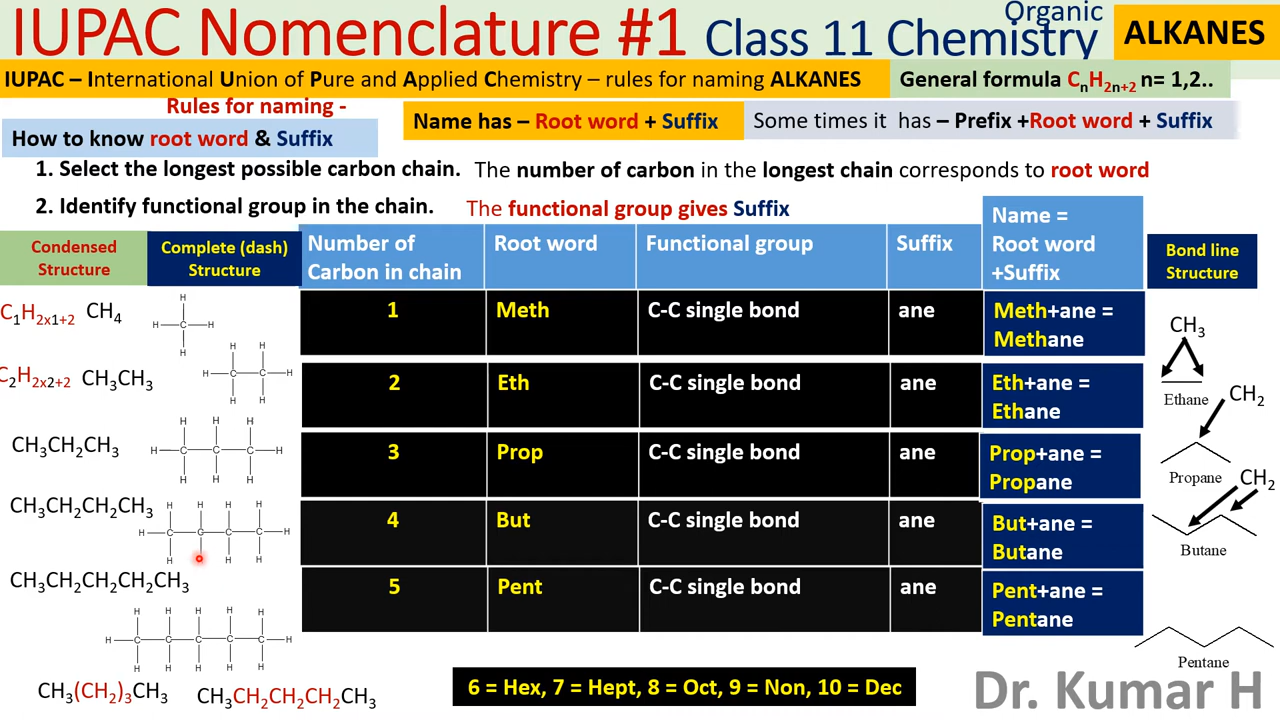 IUPAC Nomenclature #1 Class 11 Organic Chemistry ALKANES
IUPAC – International Union of Pure and Applied Chemistry – rules for naming ALKANES
General formula CₙH₂ₙ₊₂ n= 1,2..
Rules for naming -
How to know root word & Suffix
Name has – Root word + Suffix
Some times it has – Prefix +Root word + Suffix
1. Select the longest possible carbon chain. The number of carbon in the longest chain corresponds to root word
2. Identify functional group in the chain. The functional group gives Suffix
Condensed
Structure
Complete (dash)
Structure
Number of
Carbon in chain
Root word
Functional group
Suffix
Name =
Root word
+Suffix
Bond line
Structure
C₁H₂ₓ₁₊₂ CH₄
H
H C H
H
1
Meth
C-C single bond
ane
Meth+ane =
Methane
CH₃
Ethane
C₂H₂ₓ₂₊₂ CH₃CH₃
H H
H C C H
H H
2
Eth
C-C single bond
ane
Eth+ane =
Ethane
CH₂
Propane
CH₃CH₂CH₃
H H H
H C C C H
H H H
3
Prop
C-C single bond
ane
Prop+ane =
Propane
CH₂
Butane
CH₃CH₂CH₂CH₃
H H H H
H C C C C H
H H H
4
But
C-C single bond
ane
But+ane =
Butane
CH₃CH₂CH₂CH₂CH₃
H H H H H
H C C C C C H
H H H H H
5
Pent
C-C single bond
ane
Pent+ane =
Pentane
Pentane
CH₃(CH₂)₃CH₃ CH₃CH₂CH₂CH₂CH₃
6 = Hex, 7 = Hept, 8 = Oct, 9 = Non, 10 = Dec
Dr. Kumar H